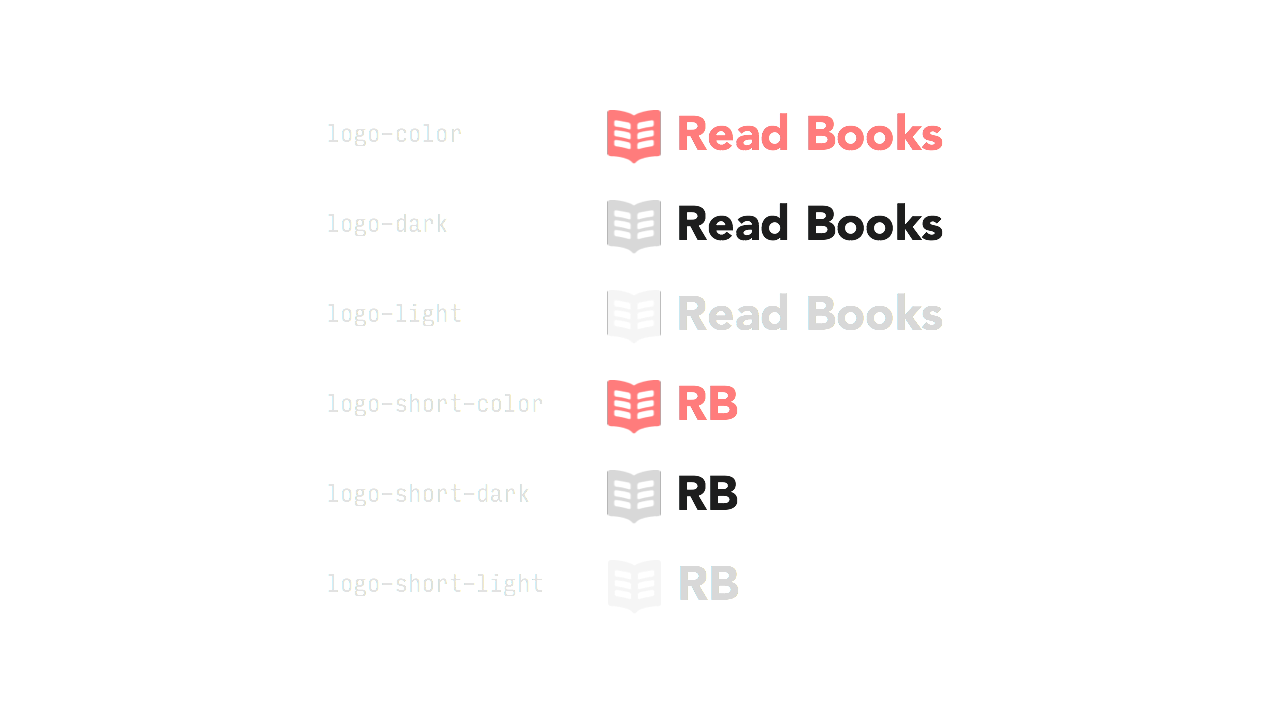 logo-color Read Books
logo-dark Read Books
logo-light Read Books
logo-short-color RB
logo-short-dark RB
logo-short-light RB